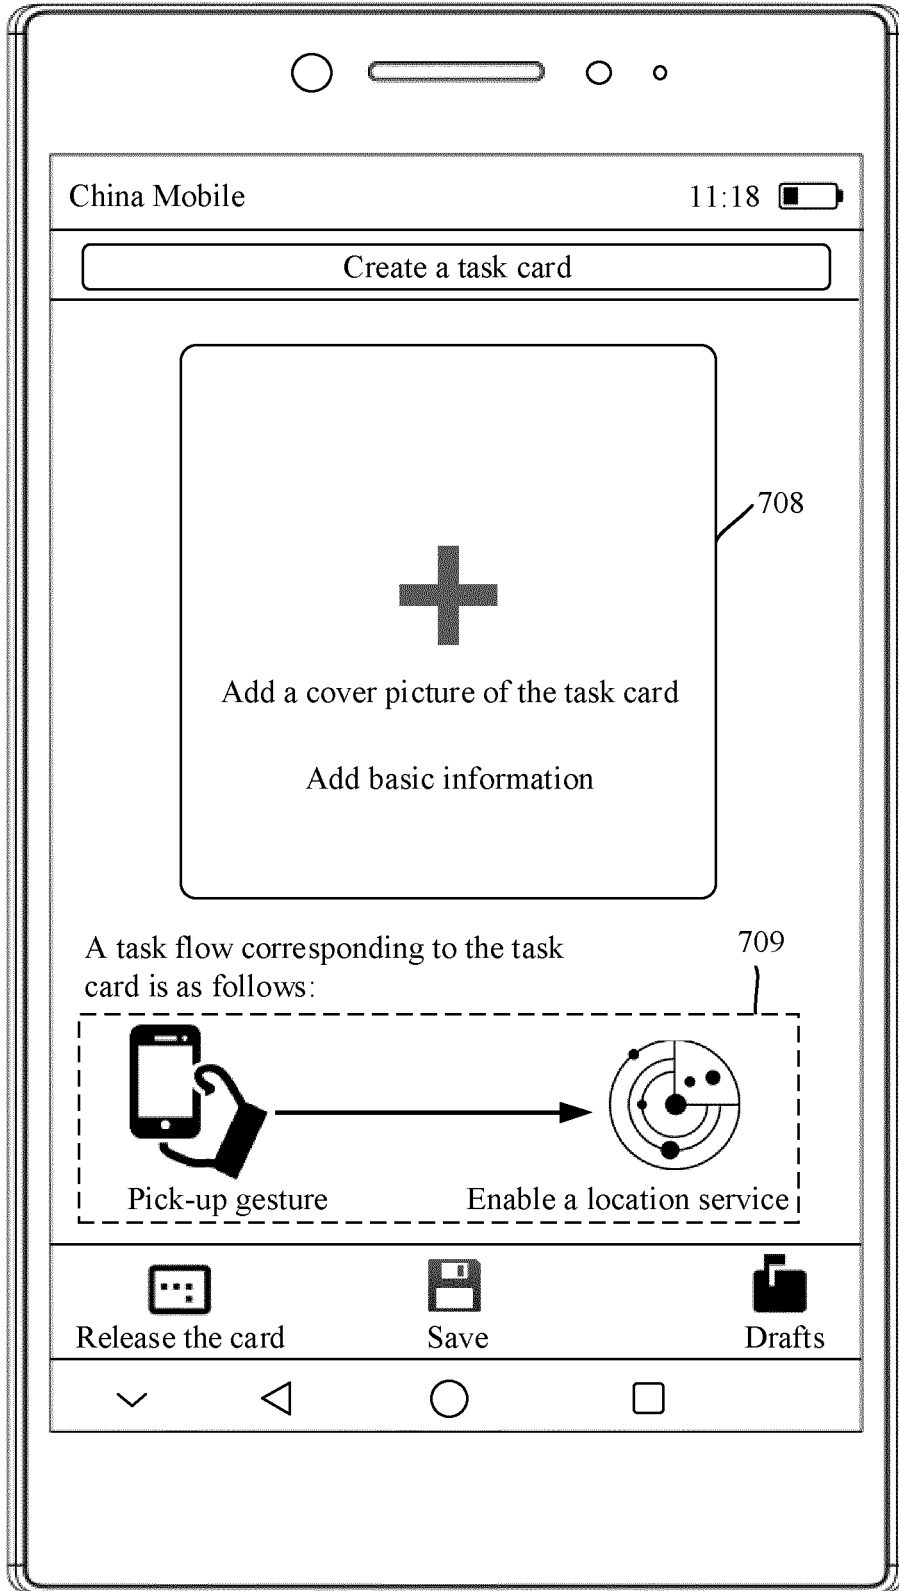 China Mobile
11:18
Create a task card
708
Add a cover picture of the task card
Add basic information
A task flow corresponding to the task
card is as follows:
709
Pick-up gesture
Enable a location service
Release the card
Save
Drafts